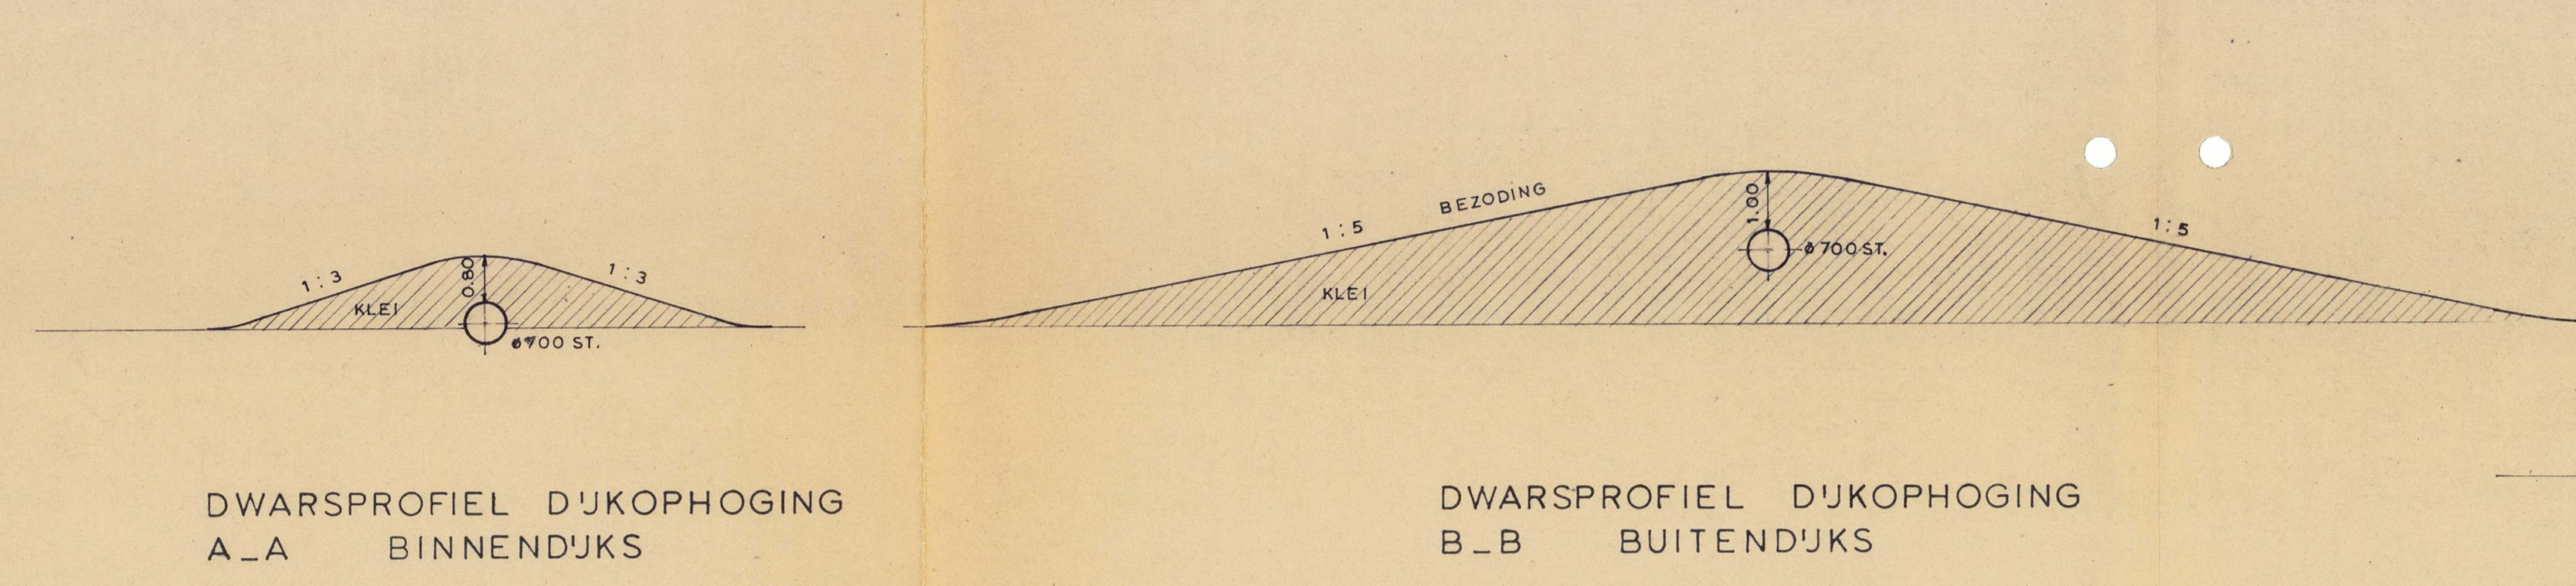 1:3
KLEI
0.80
1:3
ø700 ST.
DWARSPROFIEL DIJKOPHOGING
A_A BINNENDIJKS
1:5
BEZODING
KLEI
1.00
ø700 ST.
1:5
DWARSPROFIEL DIJKOPHOGING
B_B BUITENDIJKS